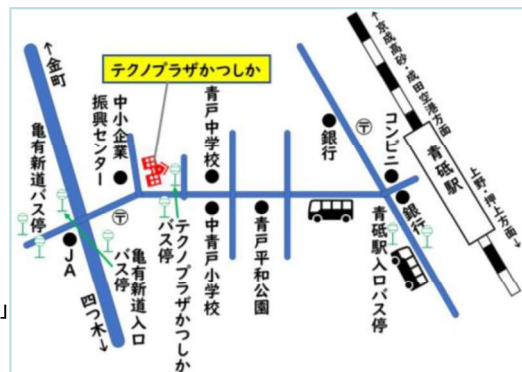 テクノプラザかつしか
↑金町
亀有新道バス停
中小企業
振興センター
〒
JA
亀有新道入口
バス停
四つ木→
テクノプラザかつしか
バス停
青戸中学校
中青戸小学校
青戸平和公園
銀行
〒
コンビニ
銀行
青砥駅入口バス停
↑京成高砂・成田空港方面
青砥駅
上野・押上方面↓
」